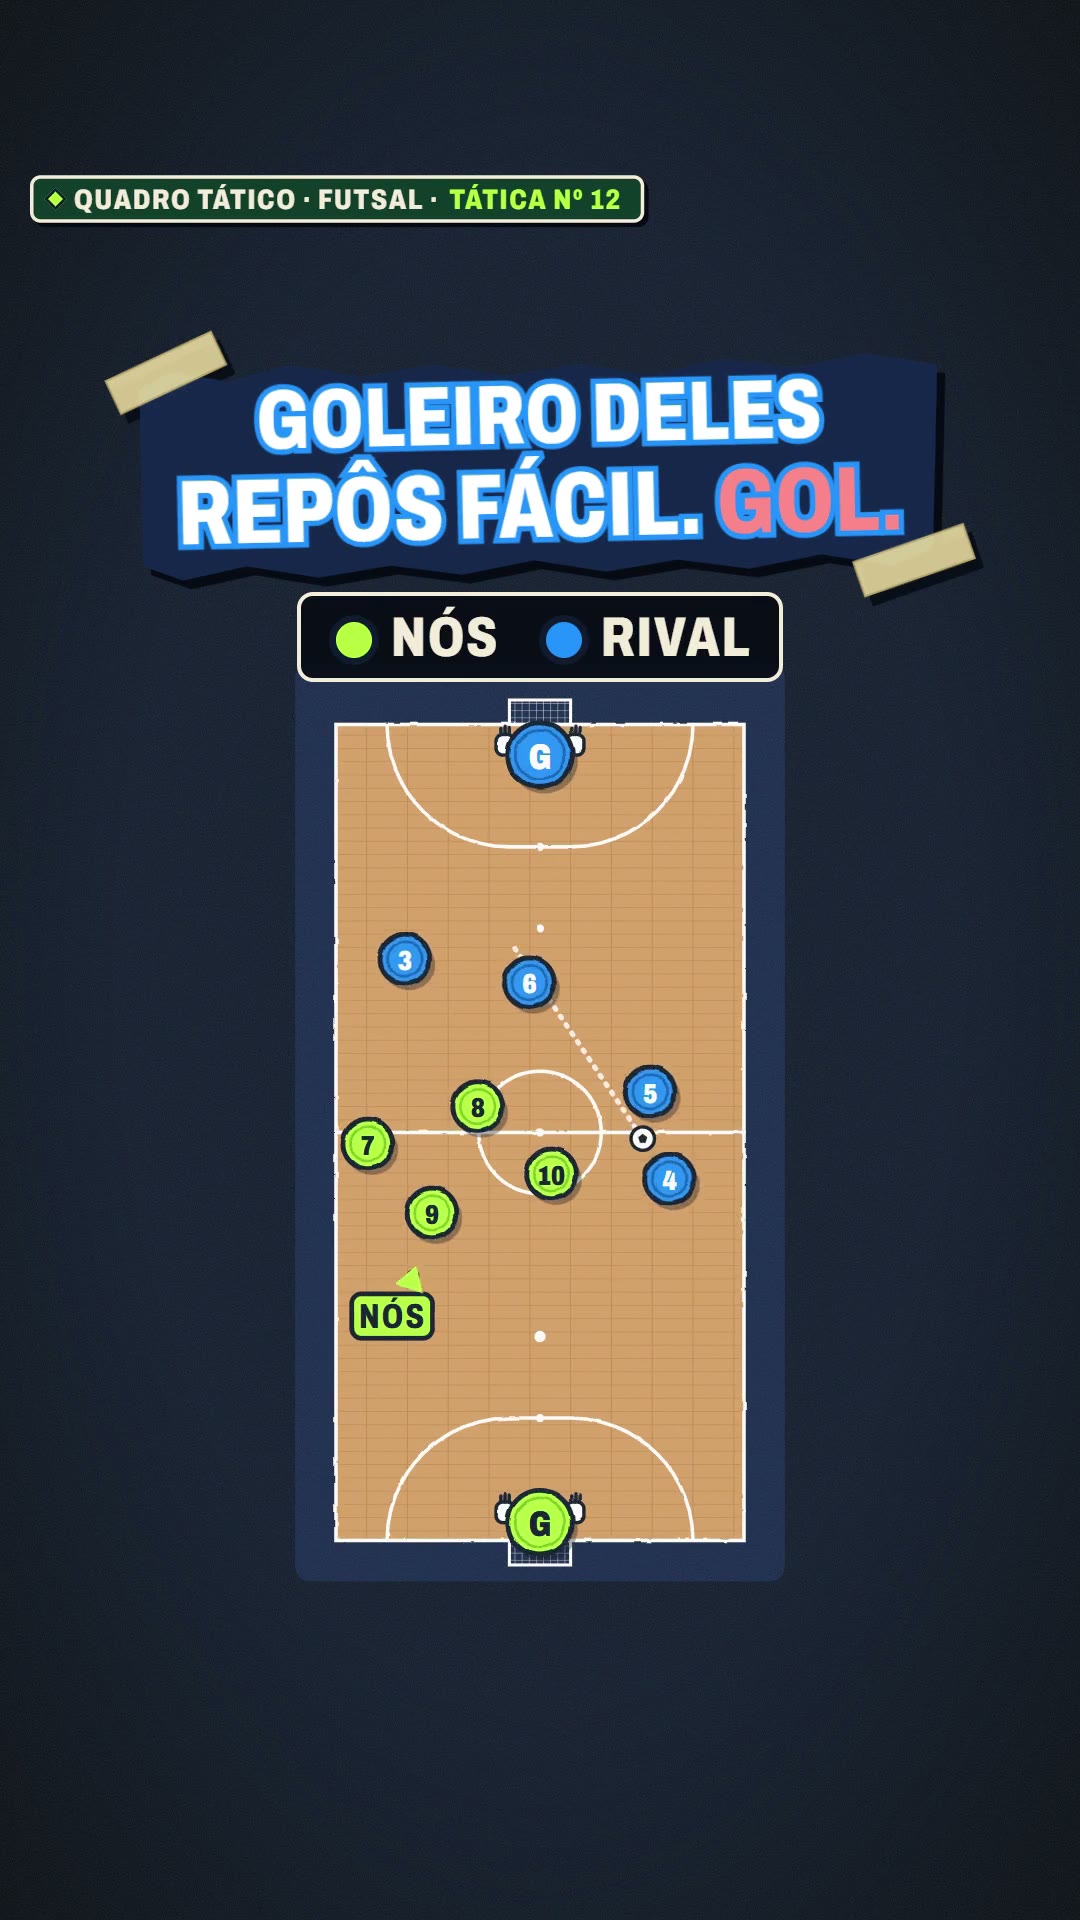 QUADRO TÁTICO · FUTSAL · TÁTICA Nº 12
GOLEIRO DELES
REPÔS FÁCIL. GOL.
NÓS RIVAL
G
3
6
5
8
7
10
4
9
NÓS
G